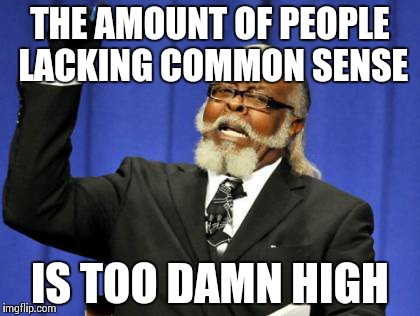 THE AMOUNT OF PEOPLE
LACKING COMMON SENSE
IS TOO DAMN HIGH
imgflip.com